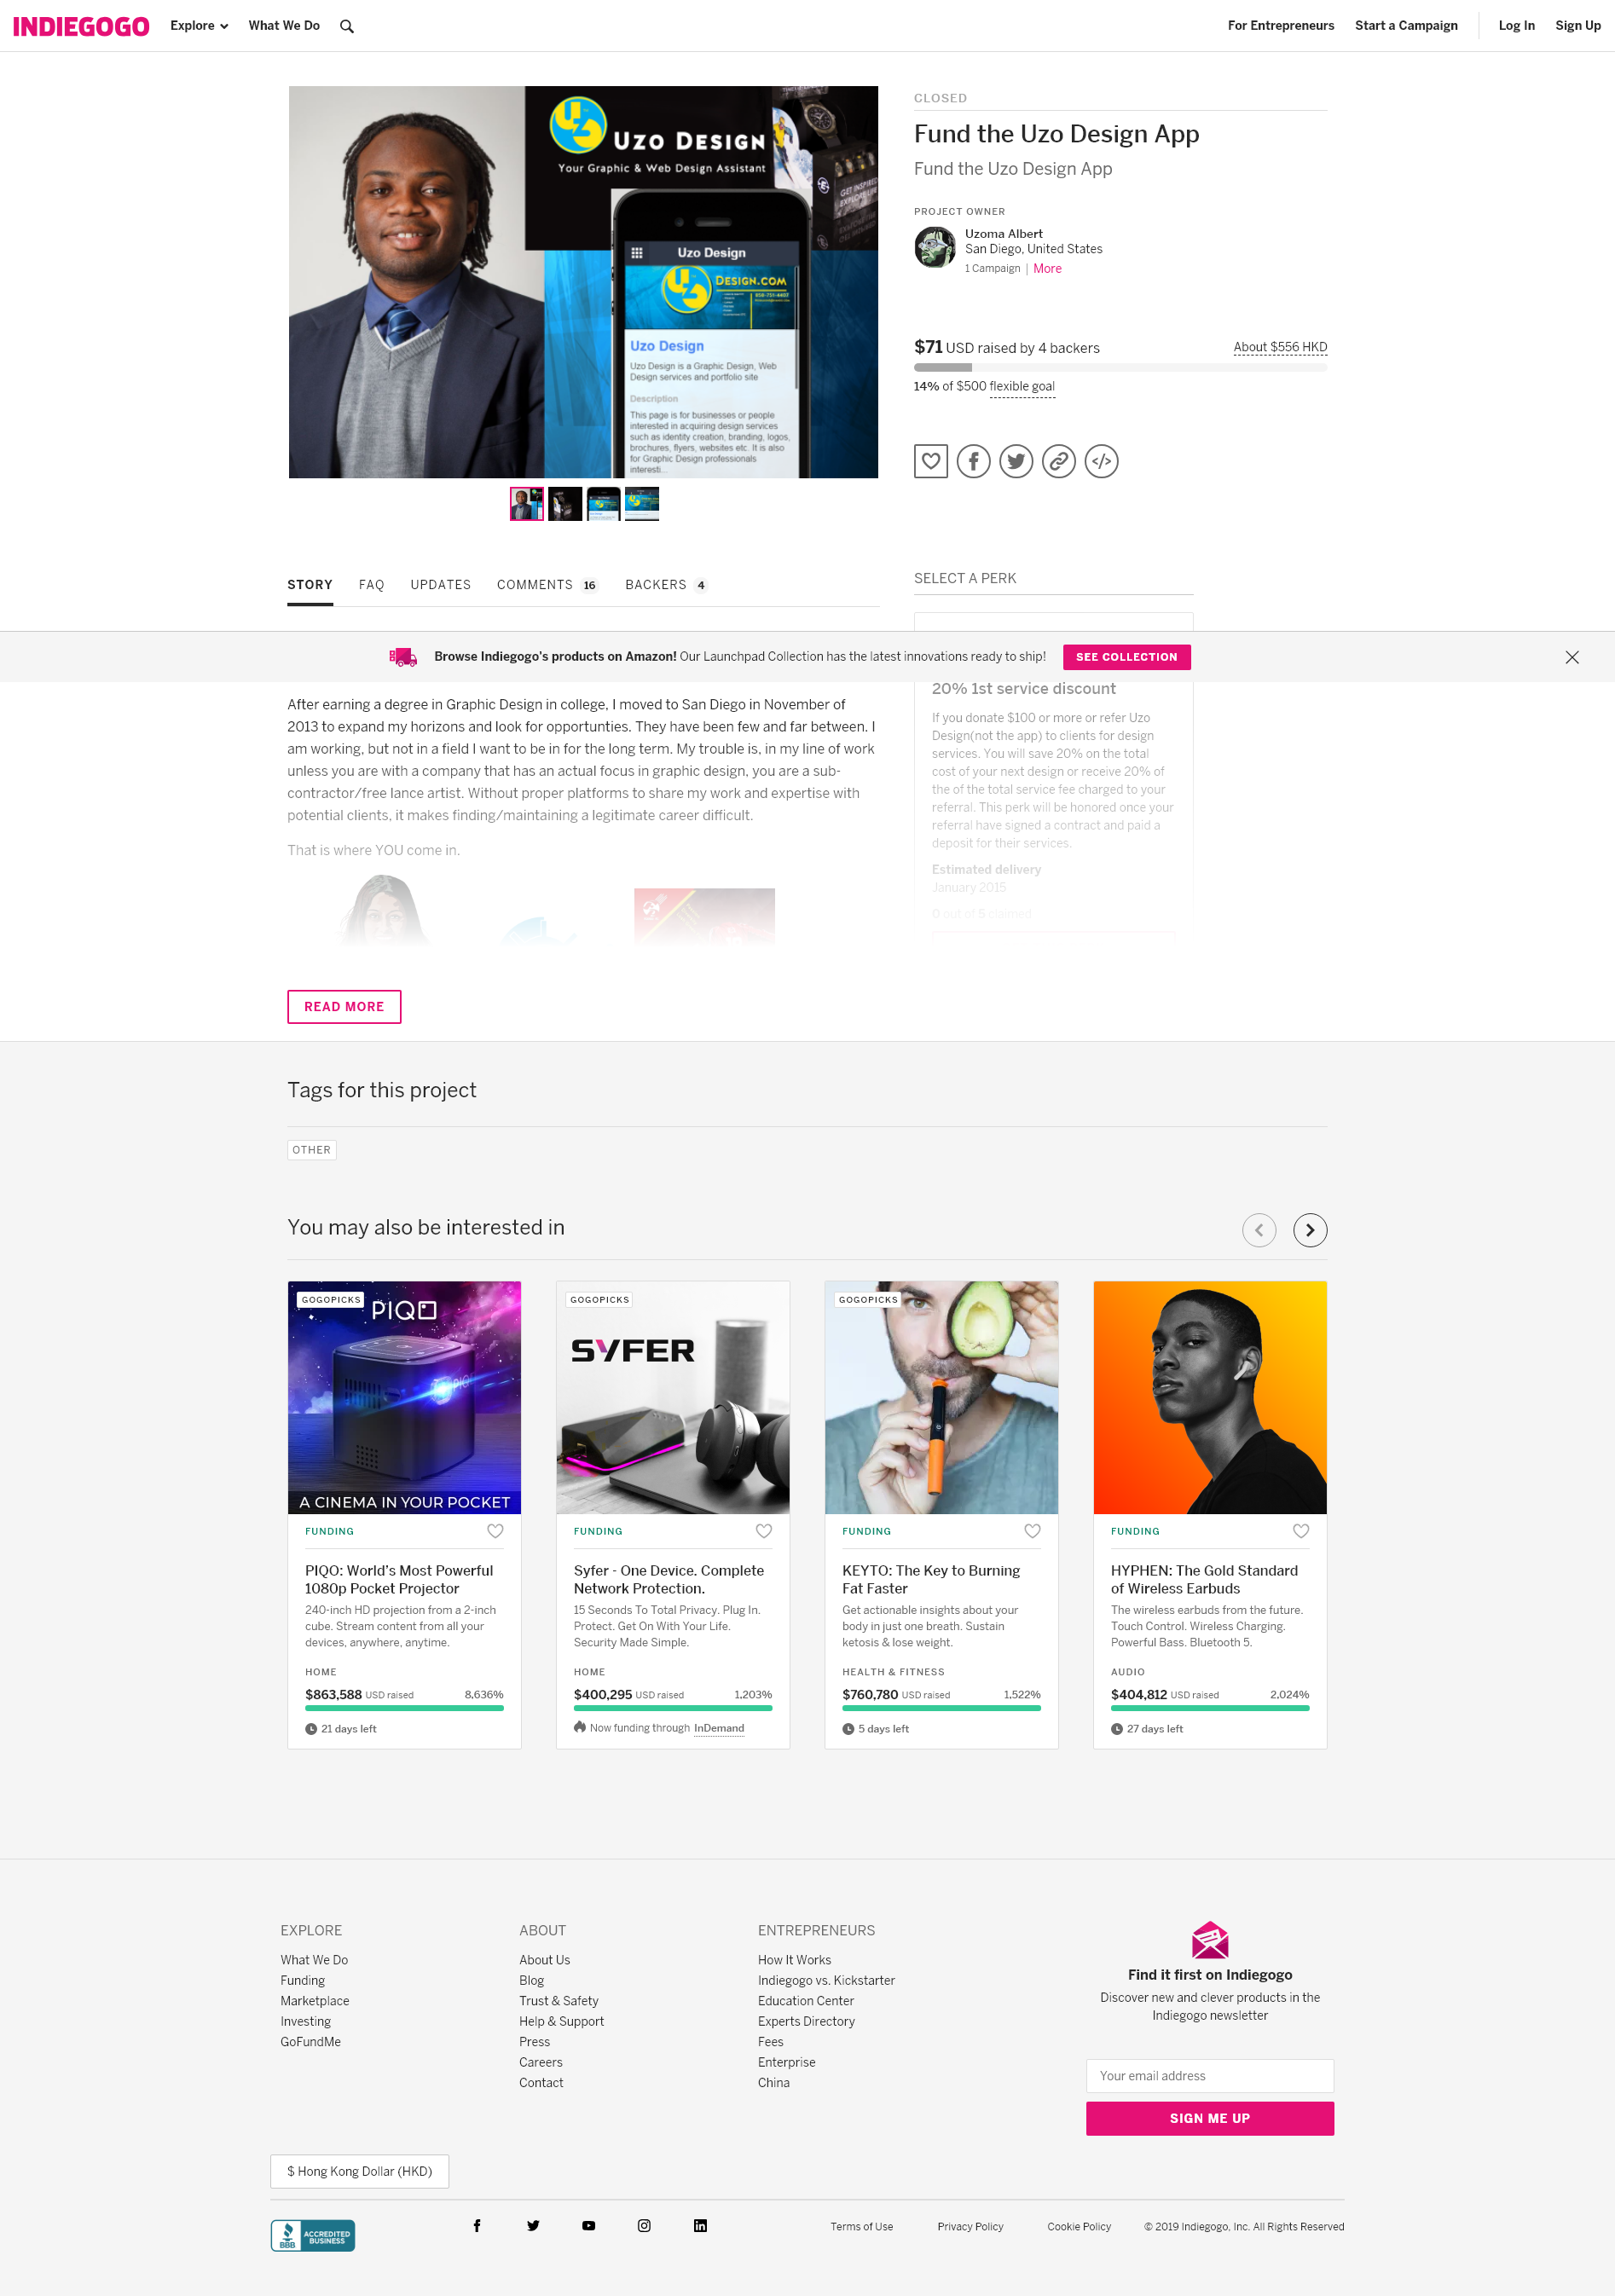 INDIEGOGO
Explore
What We Do
For Entrepreneurs
Start a Campaign
Log In
Sign Up
UZO DESIGN
Your Graphic & Web Design Assistant
Uzo Design
DESIGN.COM
Uzo Design
Uzo Design is a Graphic Design, Web
Design services and portfolio site
Description
This page is for businesses or people
interested in acquiring design services
such as identity creation, branding, logos,
brochures, flyers, websites etc. It is also
for Graphic Design professionals
interesti...
CLOSED
Fund the Uzo Design App
Fund the Uzo Design App
PROJECT OWNER
Uzoma Albert
San Diego, United States
1 Campaign | More
$71 USD raised by 4 backers
About $556 HKD
14% of $500 flexible goal
STORY
FAQ
UPDATES
COMMENTS 16
BACKERS 4
SELECT A PERK
Browse Indiegogo's products on Amazon! Our Launchpad Collection has the latest innovations ready to ship!
SEE COLLECTION
After earning a degree in Graphic Design in college, I moved to San Diego in November of
2013 to expand my horizons and look for opportunties. They have been few and far between. I
am working, but not in a field I want to be in for the long term. My trouble is, in my line of work
unless you are with a company that has an actual focus in graphic design, you are a sub-
contractor/free lance artist. Without proper platforms to share my work and expertise with
potential clients, it makes finding/maintaining a legitimate career difficult.
That is where YOU come in.
20% 1st service discount
If you donate $100 or more or refer Uzo
Design(not the app) to clients for design
services. You will save 20% on the total
cost of your next design or receive 20% of
the of the total service fee charged to your
referral. This perk will be honored once your
referral have signed a contract and paid a
deposit for their services.
Estimated delivery
January 2015
0 out of 5 claimed
READ MORE
Tags for this project
OTHER
You may also be interested in
GOGOPICKS
PIQO
A CINEMA IN YOUR POCKET
FUNDING
PIQO: World's Most Powerful
1080p Pocket Projector
240-inch HD projection from a 2-inch
cube. Stream content from all your
devices, anywhere, anytime.
HOME
$863,588 USD raised
8,636%
21 days left
GOGOPICKS
SYFER
FUNDING
Syfer - One Device. Complete
Network Protection.
15 Seconds To Total Privacy. Plug In.
Protect. Get On With Your Life.
Security Made Simple.
HOME
$400,295 USD raised
1,203%
Now funding through InDemand
GOGOPICKS
FUNDING
KEYTO: The Key to Burning
Fat Faster
Get actionable insights about your
body in just one breath. Sustain
ketosis & lose weight.
HEALTH & FITNESS
$760,780 USD raised
1,522%
5 days left
FUNDING
HYPHEN: The Gold Standard
of Wireless Earbuds
The wireless earbuds from the future.
Touch Control. Wireless Charging.
Powerful Bass. Bluetooth 5.
AUDIO
$404,812 USD raised
2,024%
27 days left
EXPLORE
What We Do
Funding
Marketplace
Investing
GoFundMe
ABOUT
About Us
Blog
Trust & Safety
Help & Support
Press
Careers
Contact
ENTREPRENEURS
How It Works
Indiegogo vs. Kickstarter
Education Center
Experts Directory
Fees
Enterprise
China
Find it first on Indiegogo
Discover new and clever products in the
Indiegogo newsletter
Your email address
SIGN ME UP
$ Hong Kong Dollar (HKD)
BBB
ACCREDITED
BUSINESS
Terms of Use
Privacy Policy
Cookie Policy
© 2019 Indiegogo, Inc. All Rights Reserved